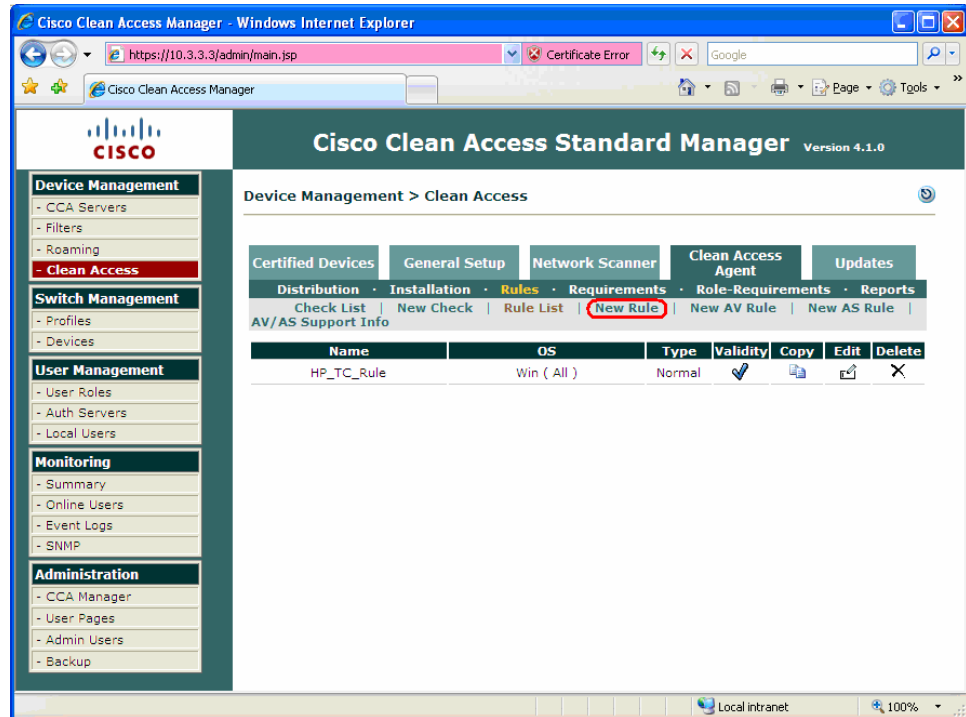 Cisco Clean Access Manager - Windows Internet Explorer
https://10.3.3.3/admin/main.jsp
Certificate Error
Google
Cisco Clean Access Manager
Page
Tools
»
CISCO
Cisco Clean Access Standard Manager Version 4.1.0
Device Management
- CCA Servers
- Filters
- Roaming
- Clean Access
Switch Management
- Profiles
- Devices
User Management
- User Roles
- Auth Servers
- Local Users
Monitoring
- Summary
- Online Users
- Event Logs
- SNMP
Administration
- CCA Manager
- User Pages
- Admin Users
- Backup
Device Management > Clean Access
Certified Devices
General Setup
Network Scanner
Clean Access
Agent
Updates
Distribution · Installation · Rules · Requirements · Role-Requirements · Reports
Check List | New Check | Rule List | New Rule | New AV Rule | New AS Rule |
AV/AS Support Info
Name OS Type Validity Copy Edit Delete
HP_TC_Rule Win ( All ) Normal
Local intranet
100%